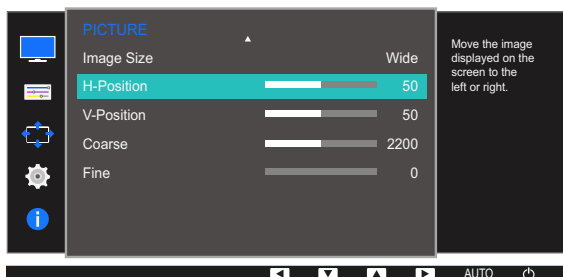 PICTURE
Image Size Wide
H-Position 50
V-Position 50
Coarse 2200
Fine 0
Move the image
displayed on the
screen to the
left or right.
AUTO